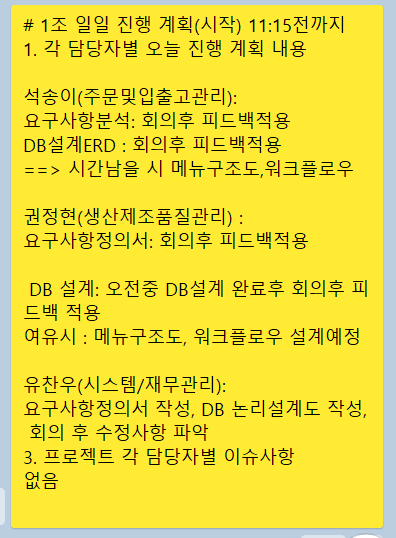 # 1조 일일 진행 계획(시작) 11:15전까지
1. 각 담당자별 오늘 진행 계획 내용
석송이(주문및입출고관리):
요구사항분석: 회의후 피드백적용
DB설계ERD : 회의후 피드백적용
==> 시간남을 시 메뉴구조도,워크플로우
권정현(생산제조품질관리) :
요구사항정의서: 회의후 피드백적용
DB 설계: 오전중 DB설계 완료후 회의후 피
드백 적용
여유시 : 메뉴구조도, 워크플로우 설계예정
유찬우(시스템/재무관리):
요구사항정의서 작성, DB 논리설계도 작성,
회의 후 수정사항 파악
3. 프로젝트 각 담당자별 이슈사항
없음